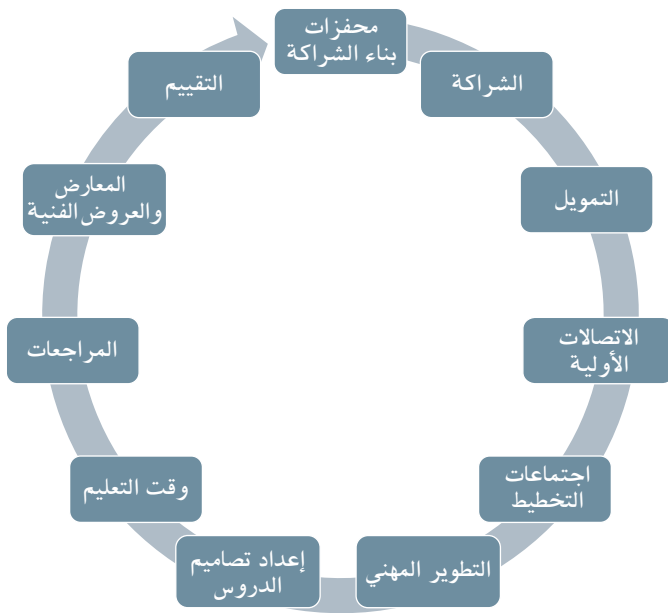 محفزات
بناء الشراكة
الشراكة
التمويل
الاتصالات
الأولية
اجتماعات
التخطيط
التطوير المهني
إعداد تصاميم
الدروس
وقت التعليم
المراجعات
المعارض
والعروض الفنية
التقييم